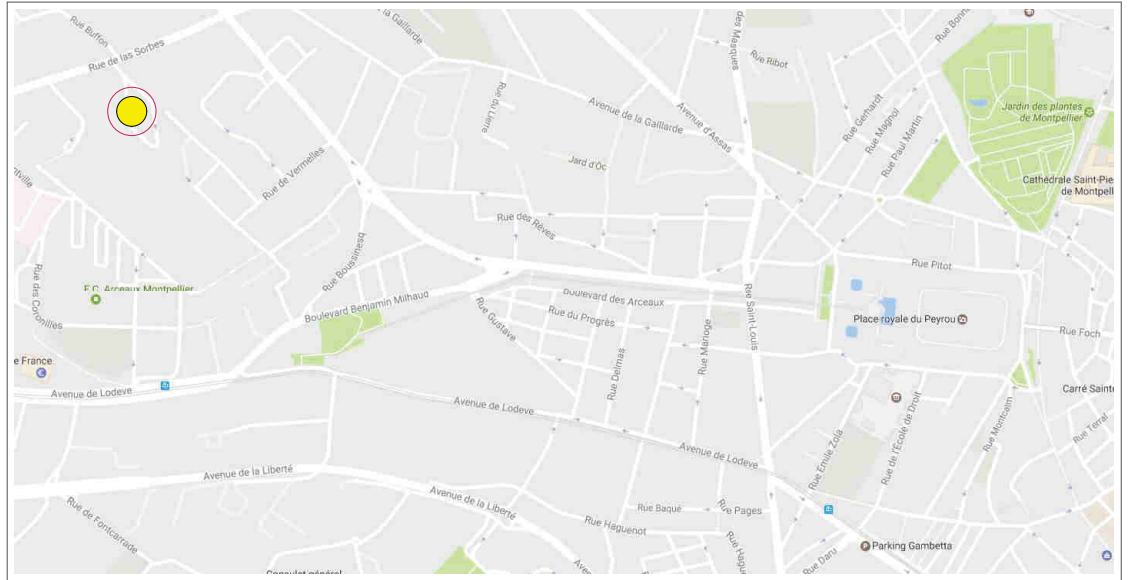 Rue Buffon
Rue de las Sorbes
Gaillarde
des Masques
Rue Ribot
Rue Bonn
Rue du Lierre
Avenue de la Gaillarde
Avenue d'Assas
Rue Gerhardt
Rue Magnol
Rue Paul Martin
Jardin des plantes
de Montpellier
Jard d'Oc
Rue de Vermelles
Cathédrale Saint-Pie
de Montpell
Rue des Rêves
Rue Boussinesq
Rue des Coronilles
F.C. Arceaux Montpellier
Boulevard Benjamin Milhaud
Rue Gustave
Boulevard des Arceaux
Rue du Progrès
Rue Delmas
Rue Marioge
Rue Saint-Louis
Rue Pitot
Place royale du Peyrou
Rue Foch
e France
Avenue de Lodeve
Avenue de Lodeve
Avenue de Lodeve
Carré Sainte
Rue Montcalm
Rue Terral
Rue Emile Zola
Rue de l'École de Droit
Avenue de la Liberté
Avenue de la Liberté
Rue de Fontcarrade
Rue Baqué
Rue Pages
Rue Haguenot
Rue Hague
Rue Daru
P Parking Gambetta
Consulat général